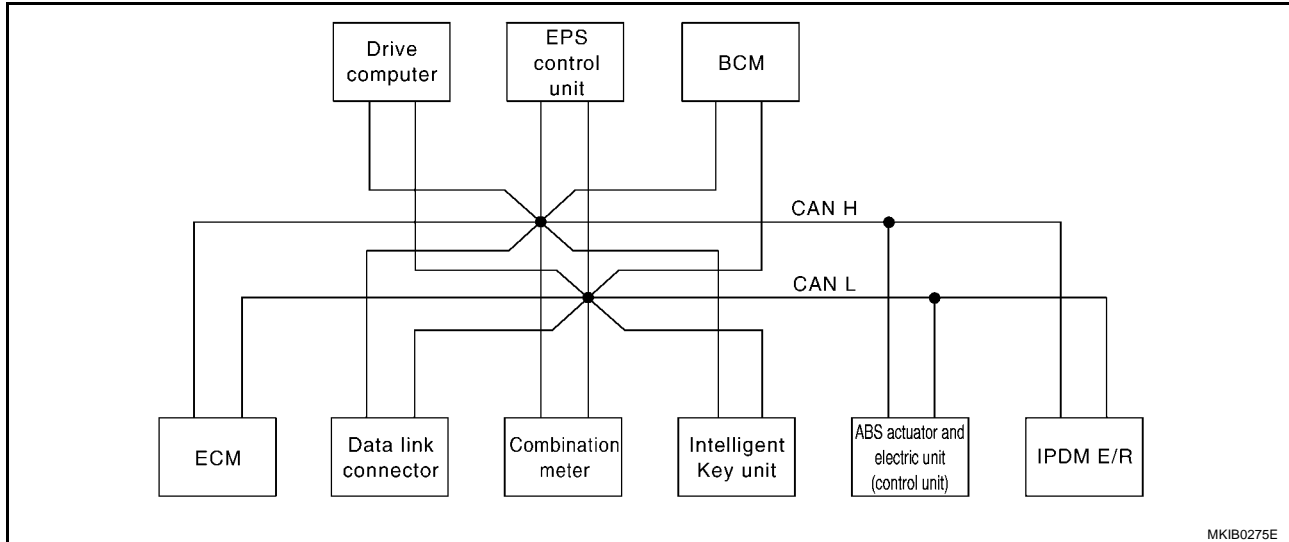 Drive
computer
EPS
control
unit
BCM
CAN H
CAN L
ECM
Data link
connector
Combination
meter
Intelligent
Key unit
ABS actuator and
electric unit
(control unit)
IPDM E/R
MKIB0275E